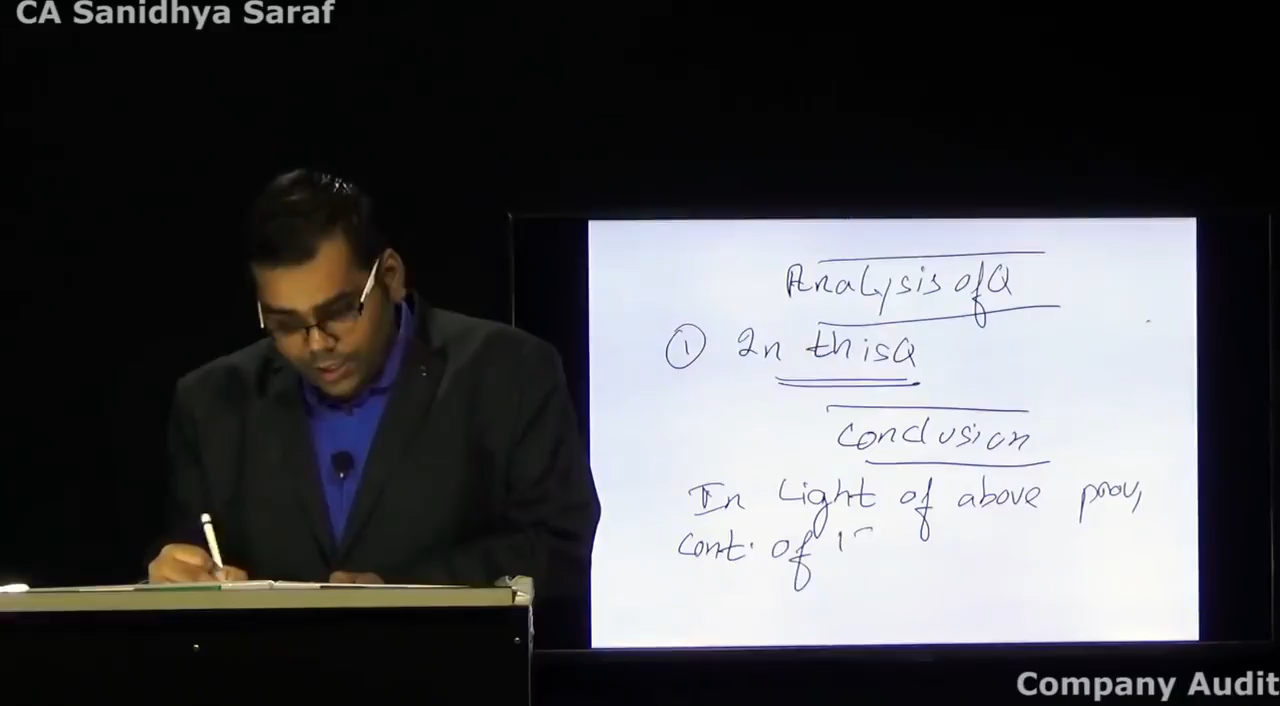 CA Sanidhya Saraf
Analysis of Q
① In this Q
Conclusion
In Light of above prov,
Cont. of
Company Audit